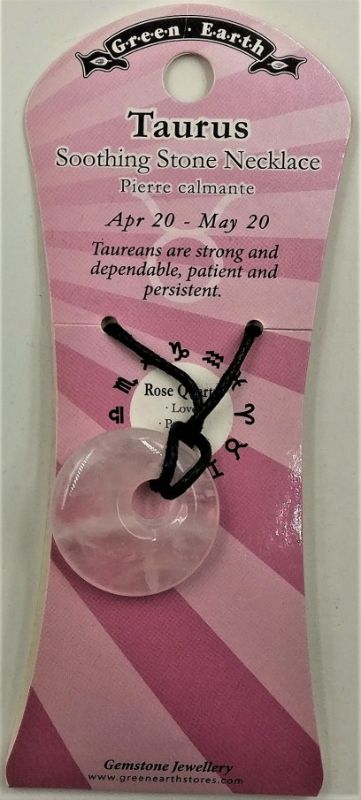 Green · Earth
Taurus
Soothing Stone Necklace
Pierre calmante
Apr 20 - May 20
Taureans are strong and
dependable, patient and
persistent.
♑ ♒
♏ ♓
Rose
♎ · Love ♈
♉
♊
Gemstone Jewellery
www.greenearthstores.com